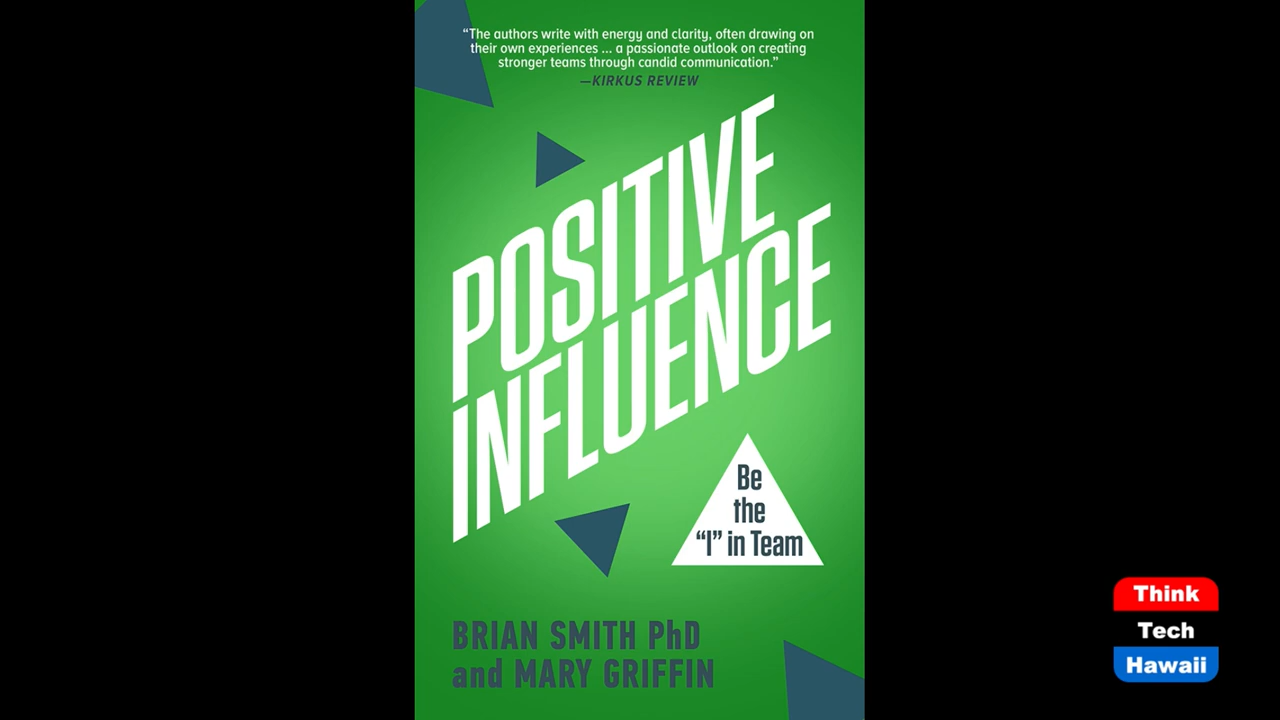 “The authors write with energy and clarity, often drawing on
their own experiences ... a passionate outlook on creating
stronger teams through candid communication.”
—KIRKUS REVIEW
POSITIVE
INFLUENCE
Be
the
“I” in Team
BRIAN SMITH PhD
and MARY GRIFFIN
Think
Tech
Hawaii